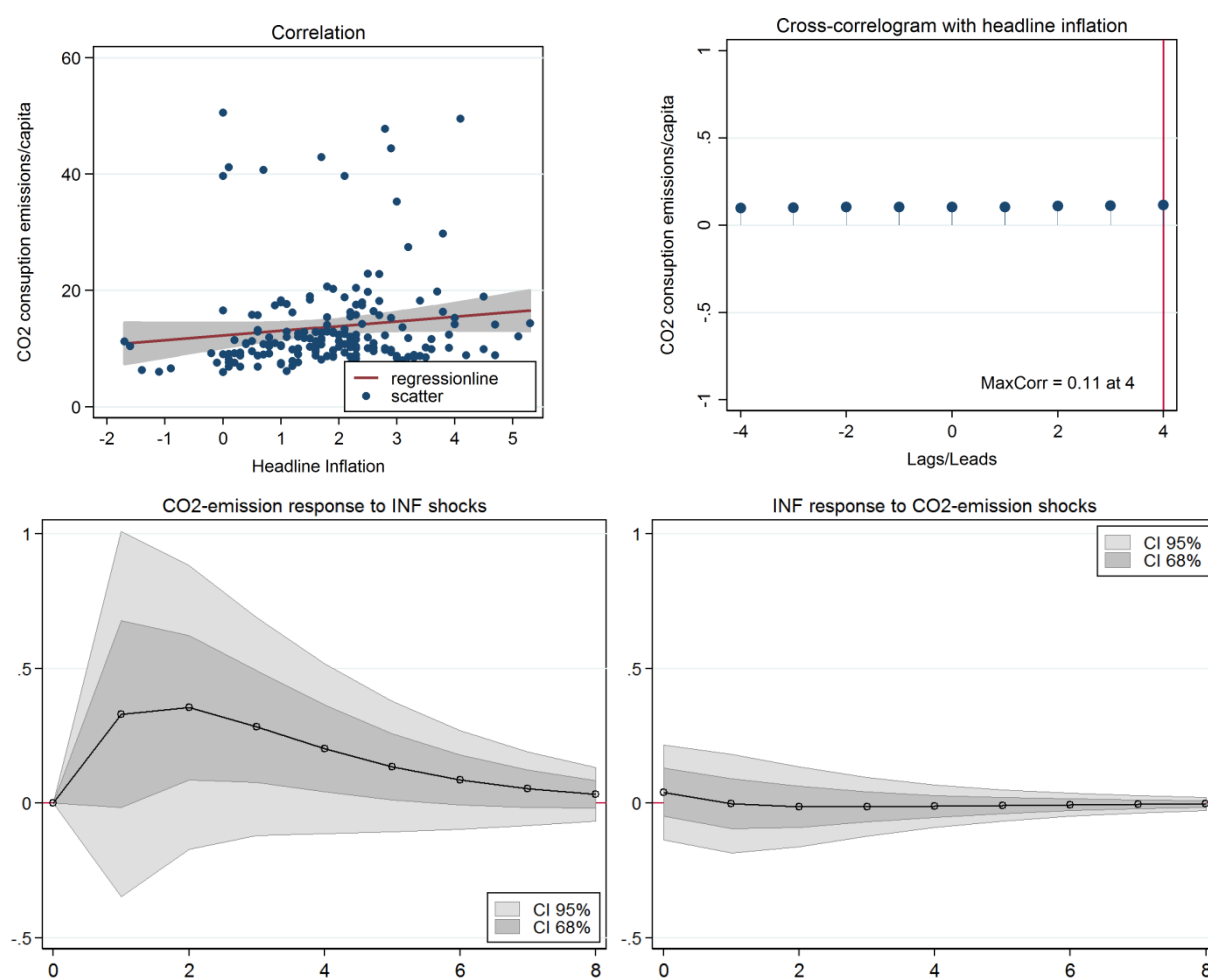 Correlation
CO2 consuption emissions/capita
60
40
20
0
-2 -1 0 1 2 3 4 5
Headline Inflation
regressionline
scatter
Cross-correlogram with headline inflation
CO2 consuption emissions/capita
1
.5
0
-.5
-1
MaxCorr = 0.11 at 4
-4 -2 0 2 4
Lags/Leads
CO2-emission response to INF shocks
1
.5
0
-.5
CI 95%
CI 68%
0 2 4 6 8
INF response to CO2-emission shocks
1
.5
0
-.5
CI 95%
CI 68%
0 2 4 6 8